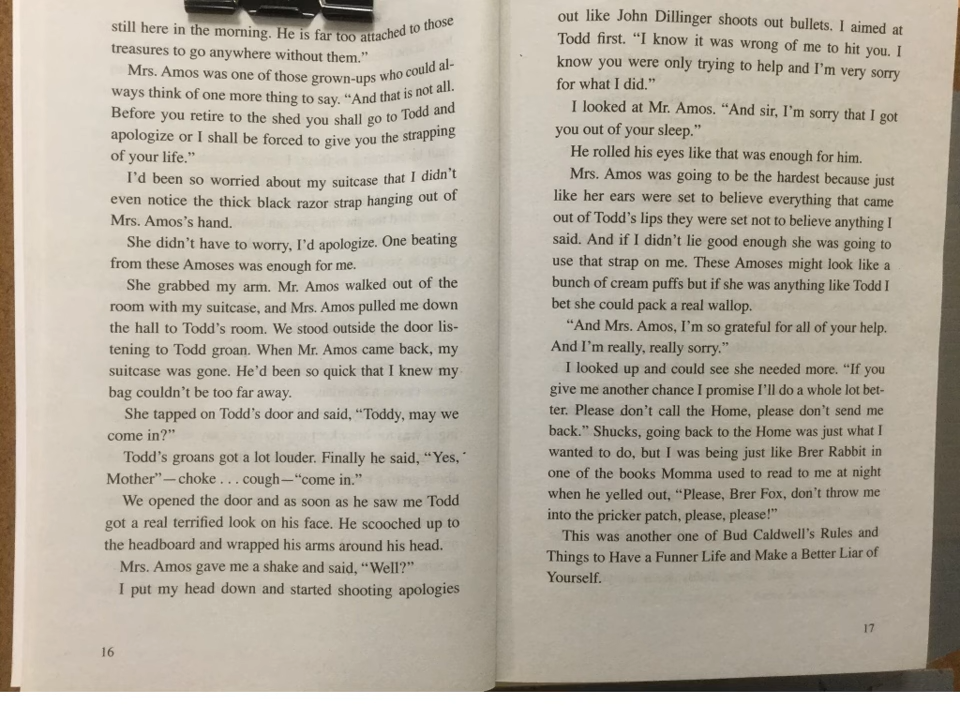 still here in the morning. He is far too attached to those
treasures to go anywhere without them.”
Mrs. Amos was one of those grown-ups who could al-
ways think of one more thing to say. “And that is not all.
Before you retire to the shed you shall go to Todd and
apologize or I shall be forced to give you the strapping
of your life.”
I’d been so worried about my suitcase that I didn’t
even notice the thick black razor strap hanging out of
Mrs. Amos’s hand.
She didn’t have to worry, I’d apologize. One beating
from these Amoses was enough for me.
She grabbed my arm. Mr. Amos walked out of the
room with my suitcase, and Mrs. Amos pulled me down
the hall to Todd’s room. We stood outside the door lis-
tening to Todd groan. When Mr. Amos came back, my
suitcase was gone. He’d been so quick that I knew my
bag couldn’t be too far away.
She tapped on Todd’s door and said, “Toddy, may we
come in?”
Todd’s groans got a lot louder. Finally he said, “Yes,
Mother”—choke . . . cough—“come in.”
We opened the door and as soon as he saw me Todd
got a real terrified look on his face. He scooched up to
the headboard and wrapped his arms around his head.
Mrs. Amos gave me a shake and said, “Well?”
I put my head down and started shooting apologies
16
out like John Dillinger shoots out bullets. I aimed at
Todd first. “I know it was wrong of me to hit you. I
know you were only trying to help and I’m very sorry
for what I did.”
I looked at Mr. Amos. “And sir, I’m sorry that I got
you out of your sleep.”
He rolled his eyes like that was enough for him.
Mrs. Amos was going to be the hardest because just
like her ears were set to believe everything that came
out of Todd’s lips they were set not to believe anything I
said. And if I didn’t lie good enough she was going to
use that strap on me. These Amoses might look like a
bunch of cream puffs but if she was anything like Todd I
bet she could pack a real wallop.
“And Mrs. Amos, I’m so grateful for all of your help.
And I’m really, really sorry.”
I looked up and could see she needed more. “If you
give me another chance I promise I’ll do a whole lot bet-
ter. Please don’t call the Home, please don’t send me
back.” Shucks, going back to the Home was just what I
wanted to do, but I was being just like Brer Rabbit in
one of the books Momma used to read to me at night
when he yelled out, “Please, Brer Fox, don’t throw me
into the pricker patch, please, please!”
This was another one of Bud Caldwell’s Rules and
Things to Have a Funner Life and Make a Better Liar of
Yourself.
17